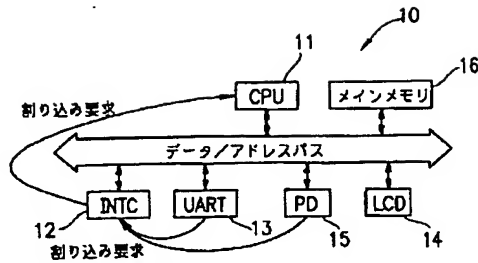 10
11
16
CPU
メインメモリ
割り込み要求
データ/アドレスバス
INTC
UART
PD
LCD
12
13
15
14
割り込み要求